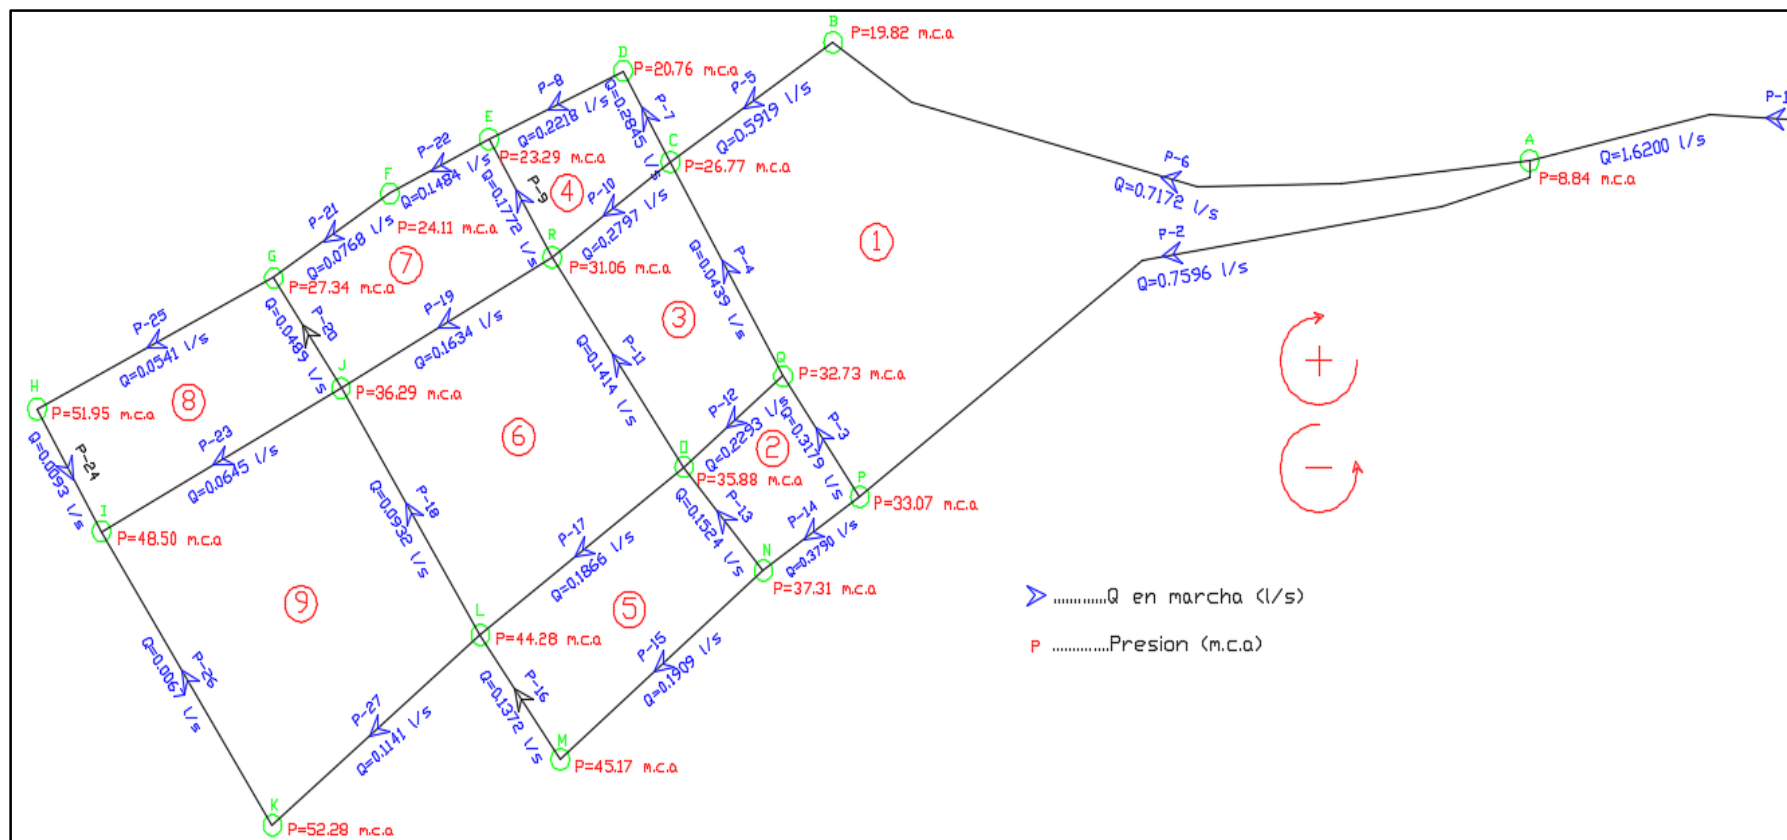 B
P=19.82 m.c.a
D
P=20.76 m.c.a
P-5
Q=0.5919 l/s
P-8
Q=0.2218 l/s
P-7
Q=0.2845 l/s
P-1
A
Q=1.6200 l/s
P=8.84 m.c.a
E
P=23.29 m.c.a
C
P=26.77 m.c.a
P-22
Q=0.1484 l/s
P-9
Q=0.1772 l/s
4
P-10
Q=0.2797 l/s
P-6
Q=0.7172 l/s
F
P=24.11 m.c.a
P-21
Q=0.0768 l/s
P-2
Q=0.7596 l/s
1
R
P=31.06 m.c.a
7
G
P=27.34 m.c.a
P-4
Q=0.0439 l/s
P-25
Q=0.0541 l/s
P-20
Q=0.0489 l/s
P-19
Q=0.1634 l/s
3
P-11
Q=0.1414 l/s
+
J
P=36.29 m.c.a
Q
P=32.73 m.c.a
H
P=51.95 m.c.a
8
P-12
Q=0.2293 l/s
P-3
Q=0.3179 l/s
P-23
Q=0.0645 l/s
6
2
P-24
Q=0.0093 l/s
O
P=35.88 m.c.a
-
P-13
Q=0.1524 l/s
P-14
Q=0.3790 l/s
P
P=33.07 m.c.a
I
P=48.50 m.c.a
P-18
Q=0.0932 l/s
P-17
Q=0.1866 l/s
N
P=37.31 m.c.a
9
5
L
P=44.28 m.c.a
............Q en marcha (l/s)
P ..............Presion (m.c.a)
P-26
Q=0.0067 l/s
P-27
Q=0.1141 l/s
P-16
Q=0.1372 l/s
P-15
Q=0.1909 l/s
M
P=45.17 m.c.a
K
P=52.28 m.c.a